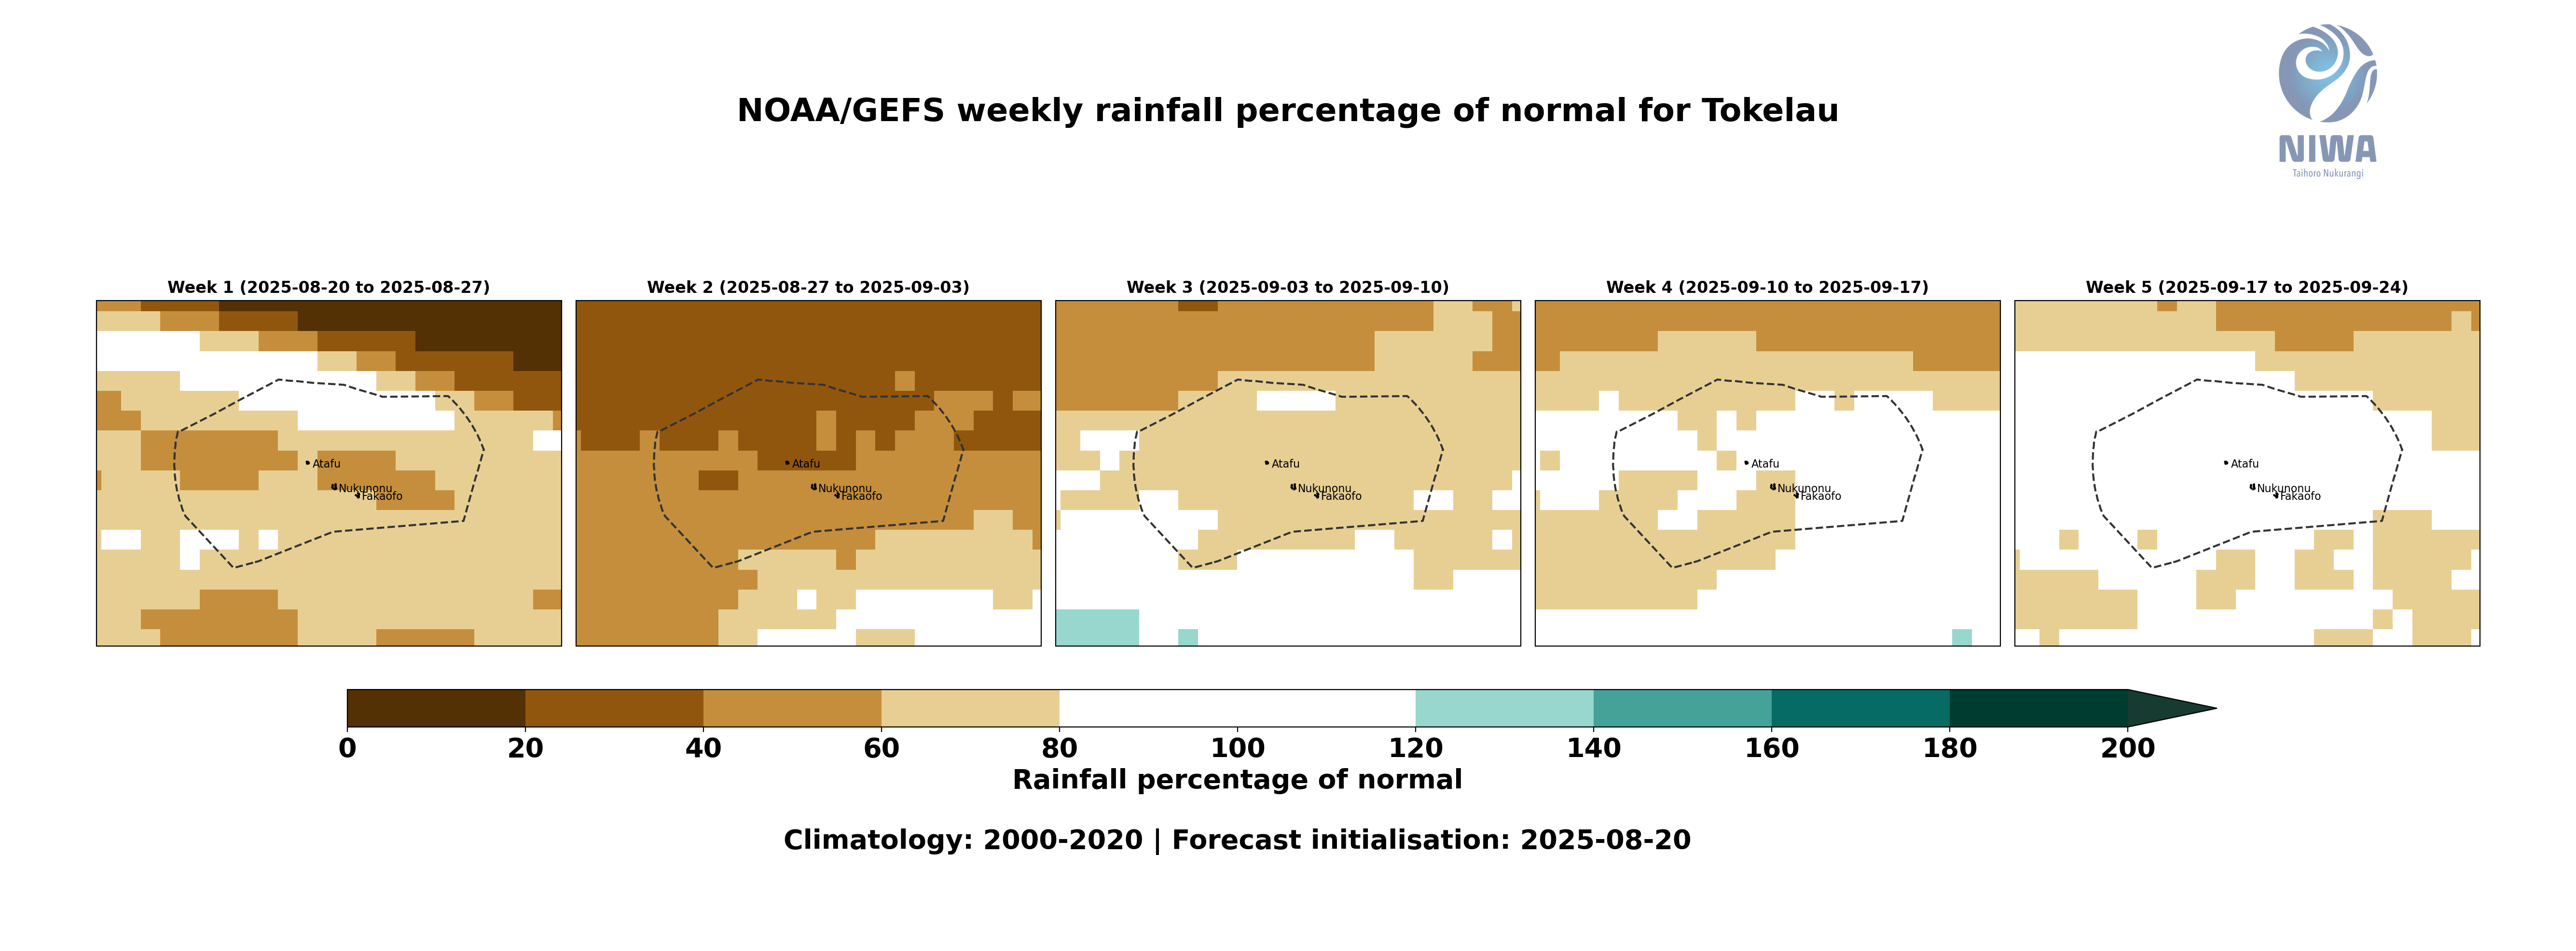 NOAA/GEFS weekly rainfall percentage of normal for Tokelau
NIWA
Taihoro Nukurangi
Week 1 (2025-08-20 to 2025-08-27)
Week 2 (2025-08-27 to 2025-09-03)
Week 3 (2025-09-03 to 2025-09-10)
Week 4 (2025-09-10 to 2025-09-17)
Week 5 (2025-09-17 to 2025-09-24)
Atafu
Nukunonu
Fakaofo
Atafu
Nukunonu
Fakaofo
Atafu
Nukunonu
Fakaofo
Atafu
Nukunonu
Fakaofo
Atafu
Nukunonu
Fakaofo
0 20 40 60 80 100 120 140 160 180 200
Rainfall percentage of normal
Climatology: 2000-2020 | Forecast initialisation: 2025-08-20